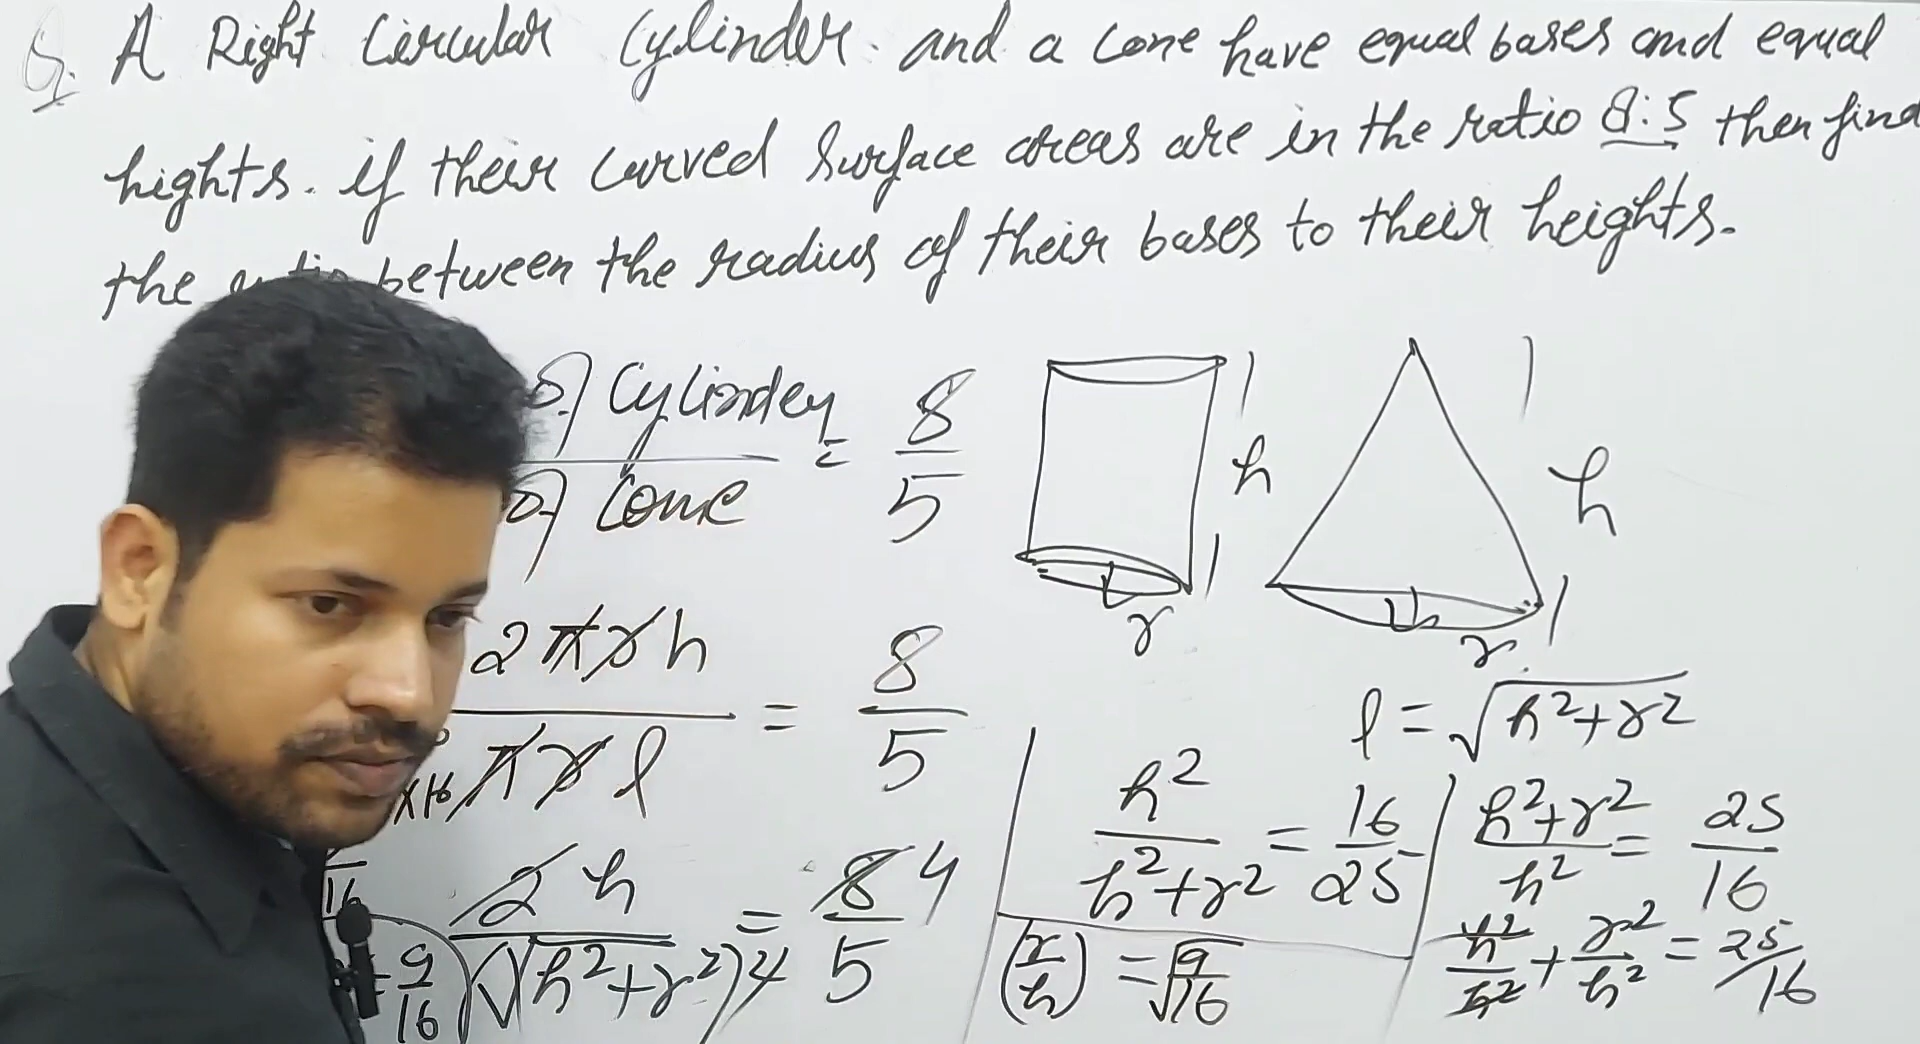 Q. A Right Circular Cylinder. and a Cone have equal bases and equal
hights. if their curved Surface areas are in the ratio 8:5 then find
the between the radius of their bases to their heights.
Cylinder = 8/5
Cone
h
h
r
r
2πrh / πrl = 8/5
l = √h²+r²
h²/h²+r² = 16/25
h²+r²/h² = 25/16
2h/√h²+r² = 8 4/5
(r/h) = √9/16
h²/h² + r²/h² = 25/16
= 9/16